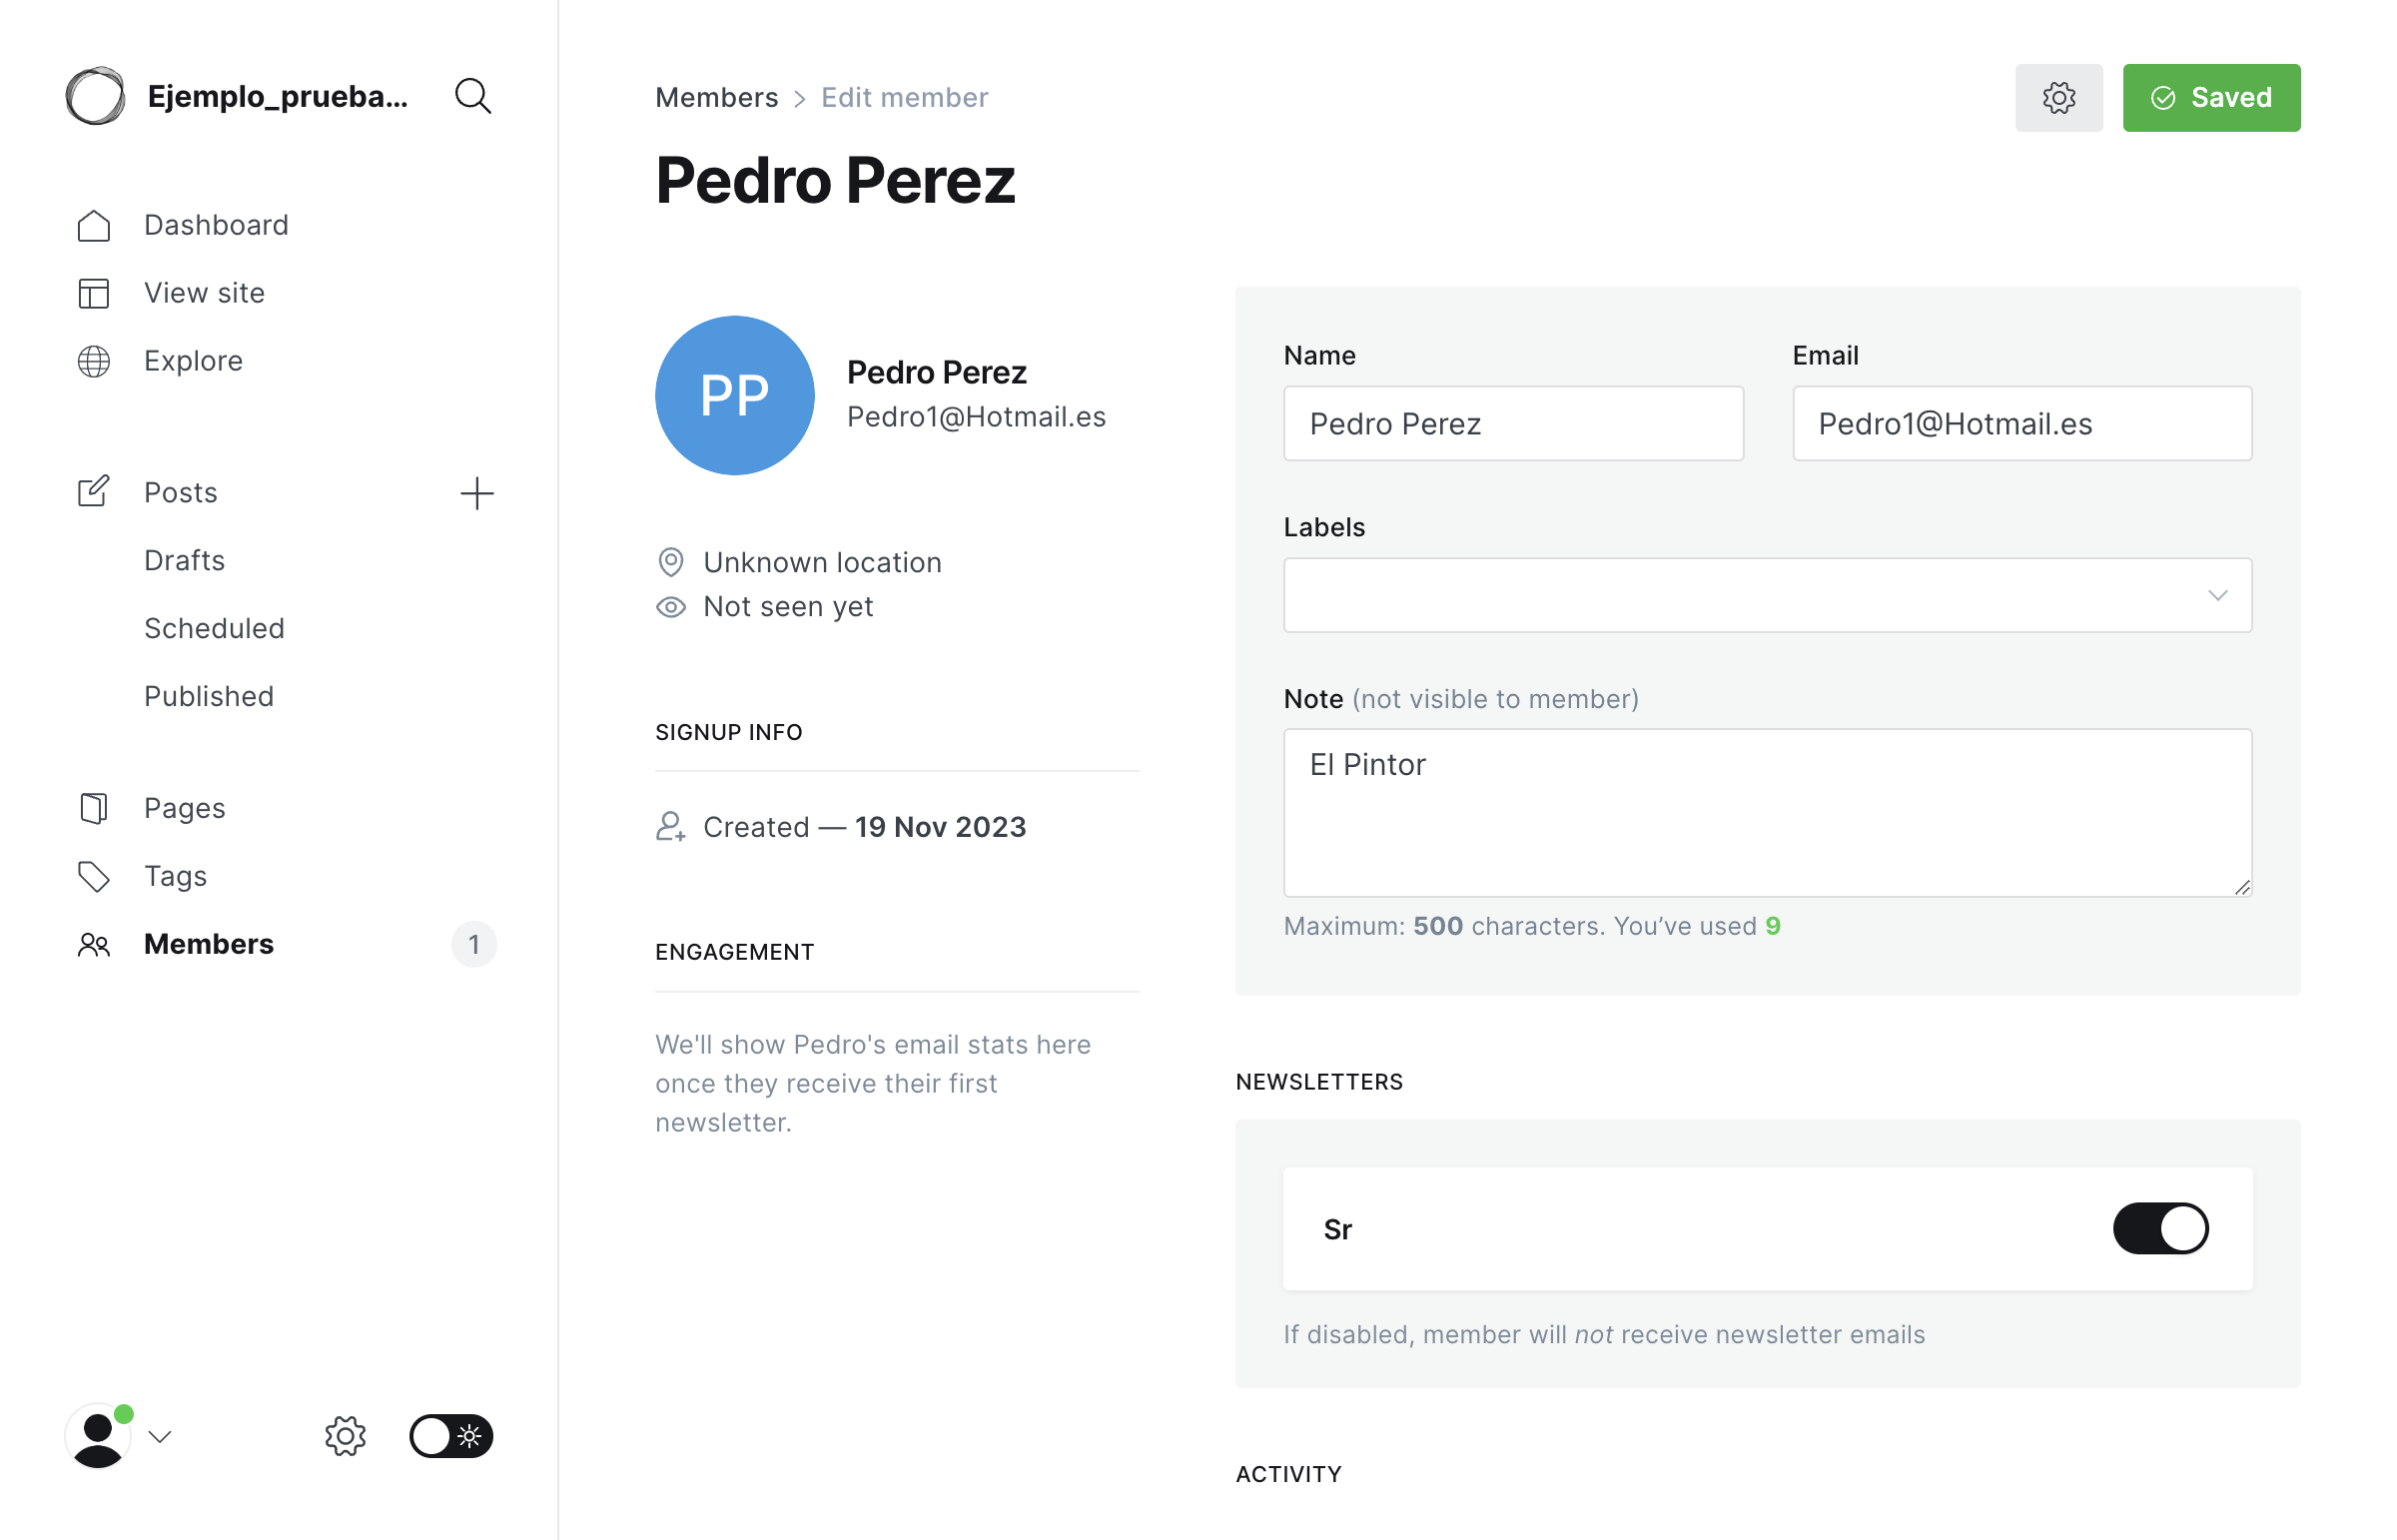 Ejemplo_prueba...
Dashboard
View site
Explore
Posts
Drafts
Scheduled
Published
Pages
Tags
Members 1
Members > Edit member
Saved
Pedro Perez
PP
Pedro Perez
Pedro1@Hotmail.es
Unknown location
Not seen yet
SIGNUP INFO
Created — 19 Nov 2023
ENGAGEMENT
We'll show Pedro's email stats here
once they receive their first
newsletter.
Name
Pedro Perez
Email
Pedro1@Hotmail.es
Labels
Note (not visible to member)
El Pintor
Maximum: 500 characters. You’ve used 9
NEWSLETTERS
Sr
If disabled, member will not receive newsletter emails
ACTIVITY